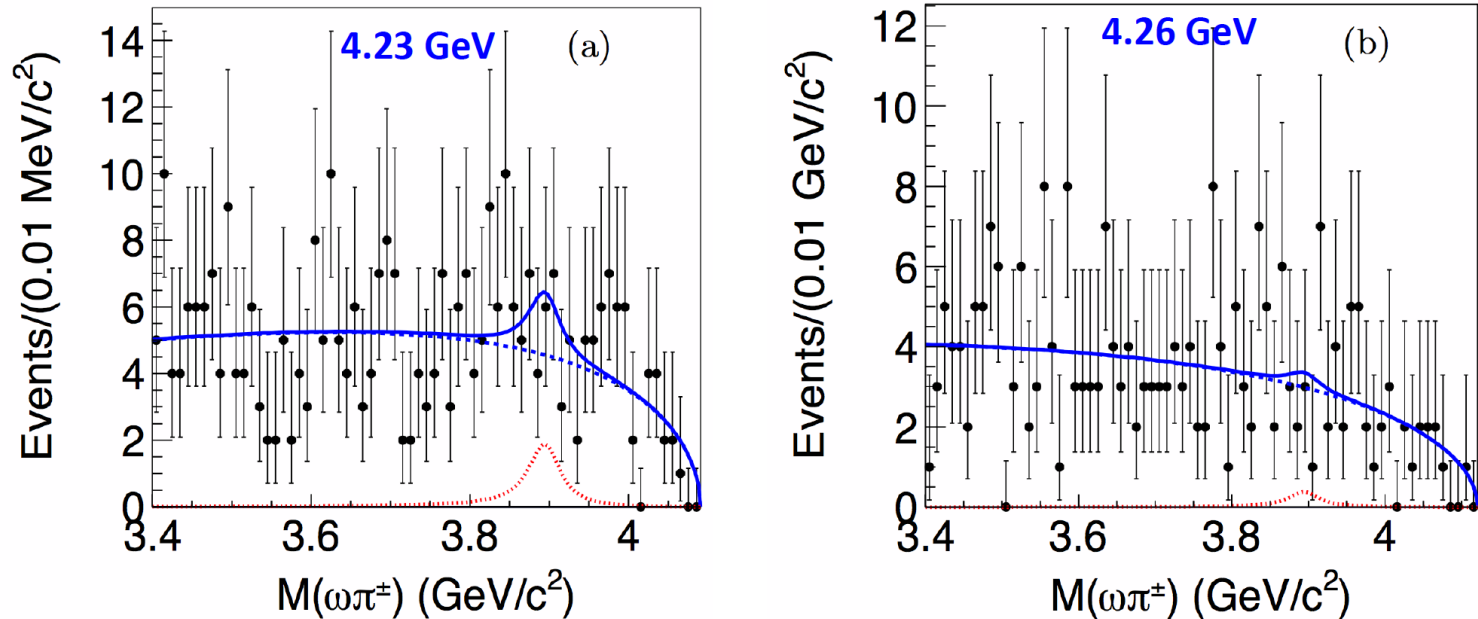 4.23 GeV
(a)
Events/(0.01 MeV/c²)
14
12
10
8
6
4
2
0
3.4
3.6
3.8
4
M(ωπ±) (GeV/c²)
4.26 GeV
(b)
Events/(0.01 GeV/c²)
12
10
8
6
4
2
0
3.4
3.6
3.8
4
M(ωπ±) (GeV/c²)